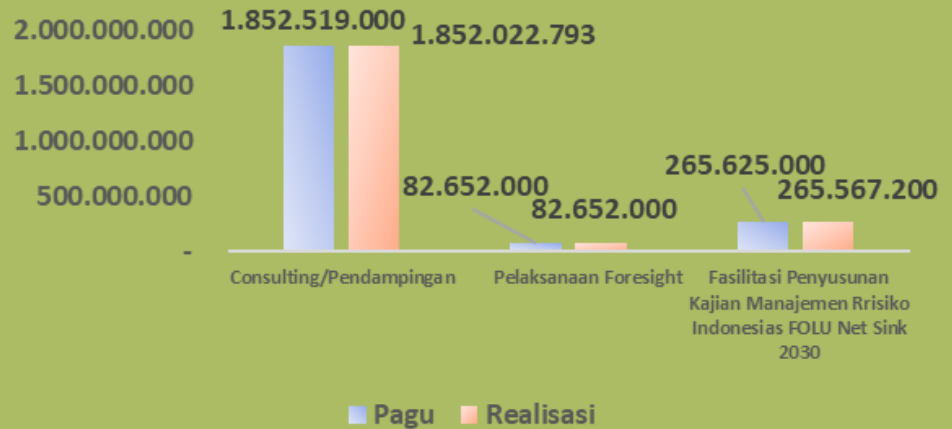 2.000.000.000
1.500.000.000
1.000.000.000
500.000.000
-
1.852.519.000
1.852.022.793
82.652.000
82.652.000
265.625.000
265.567.200
Consulting/Pendampingan
Pelaksanaan Foresight
Fasilitasi Penyusunan
Kajian Manajemen Rrisiko
Indonesias FOLU Net Sink
2030
Pagu
Realisasi